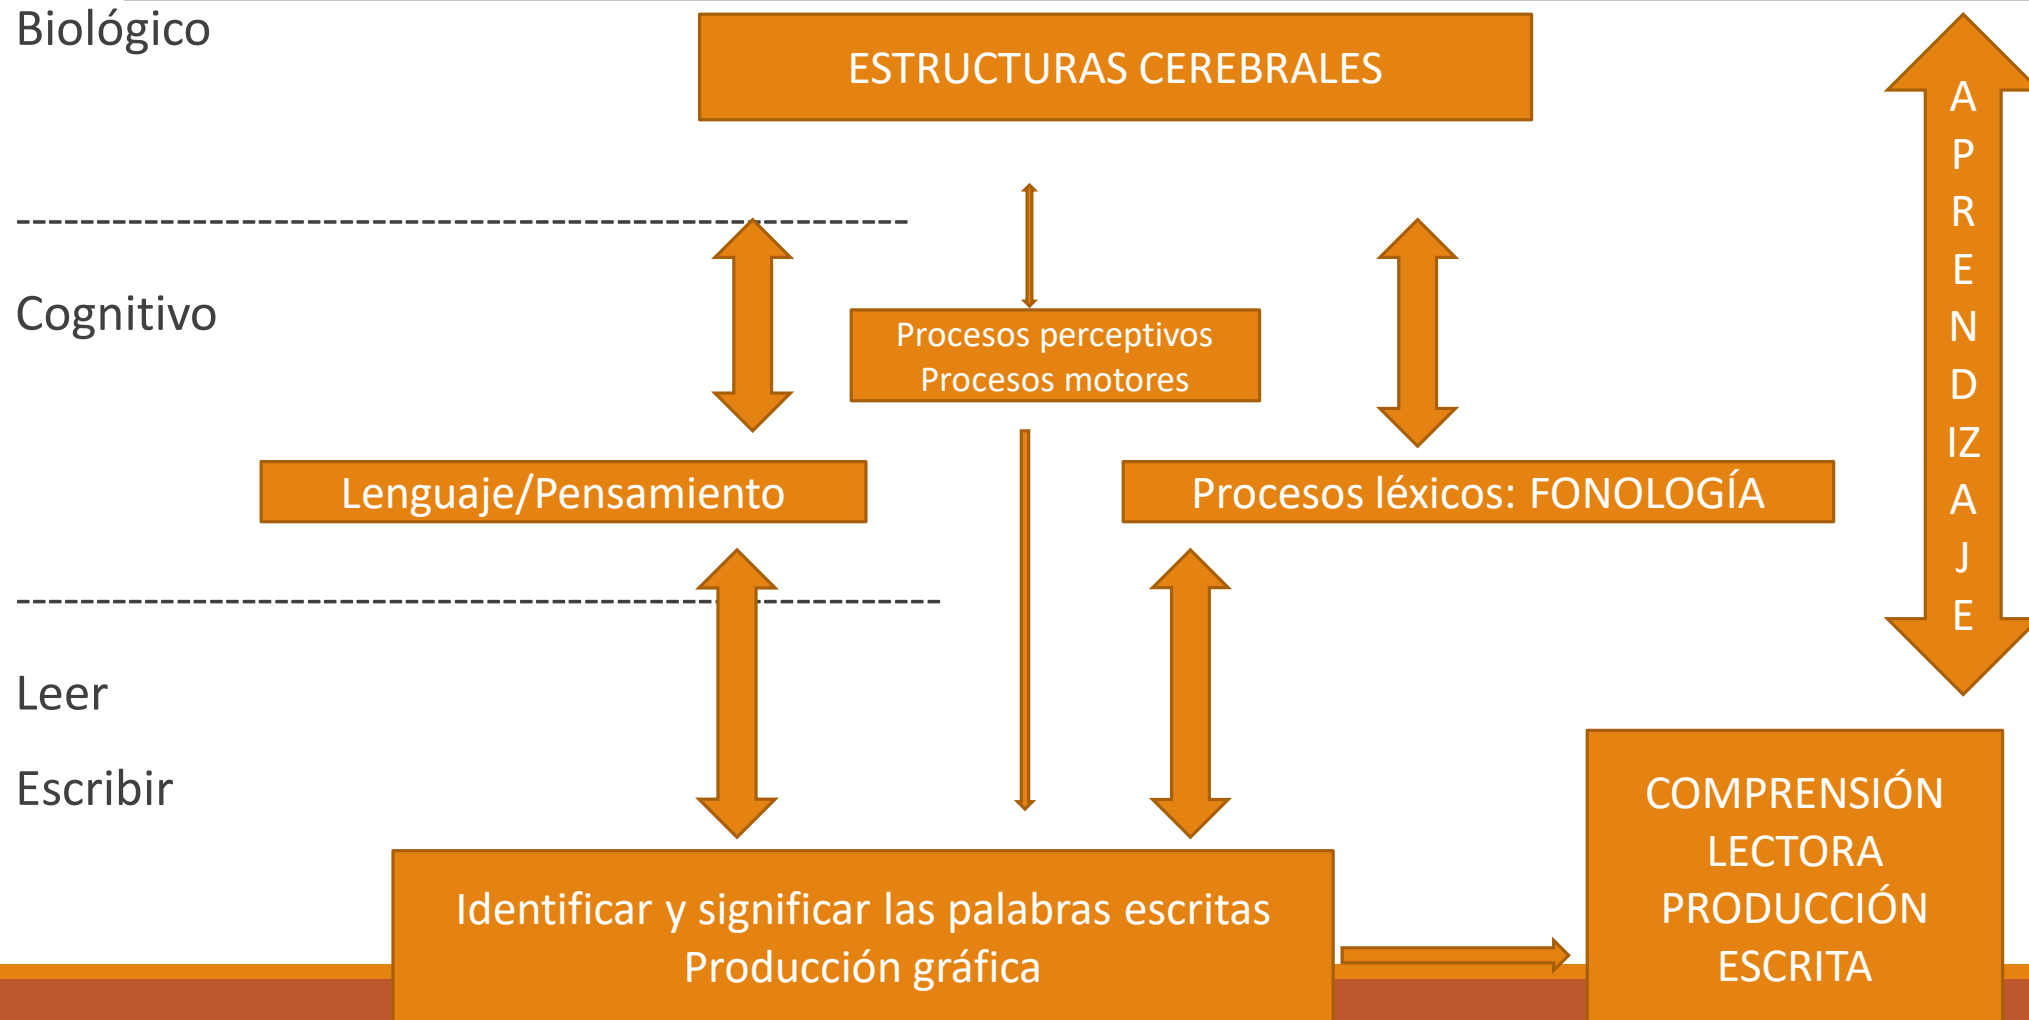 Biológico
ESTRUCTURAS CEREBRALES
A
P
R
E
N
D
IZ
A
J
E
--------------------------------------------------------
Cognitivo
Procesos perceptivos
Procesos motores
Lenguaje/Pensamiento
Procesos léxicos: FONOLOGÍA
----------------------------------------------------------
Leer
Escribir
Identificar y significar las palabras escritas
Producción gráfica
COMPRENSIÓN
LECTORA
PRODUCCIÓN
ESCRITA